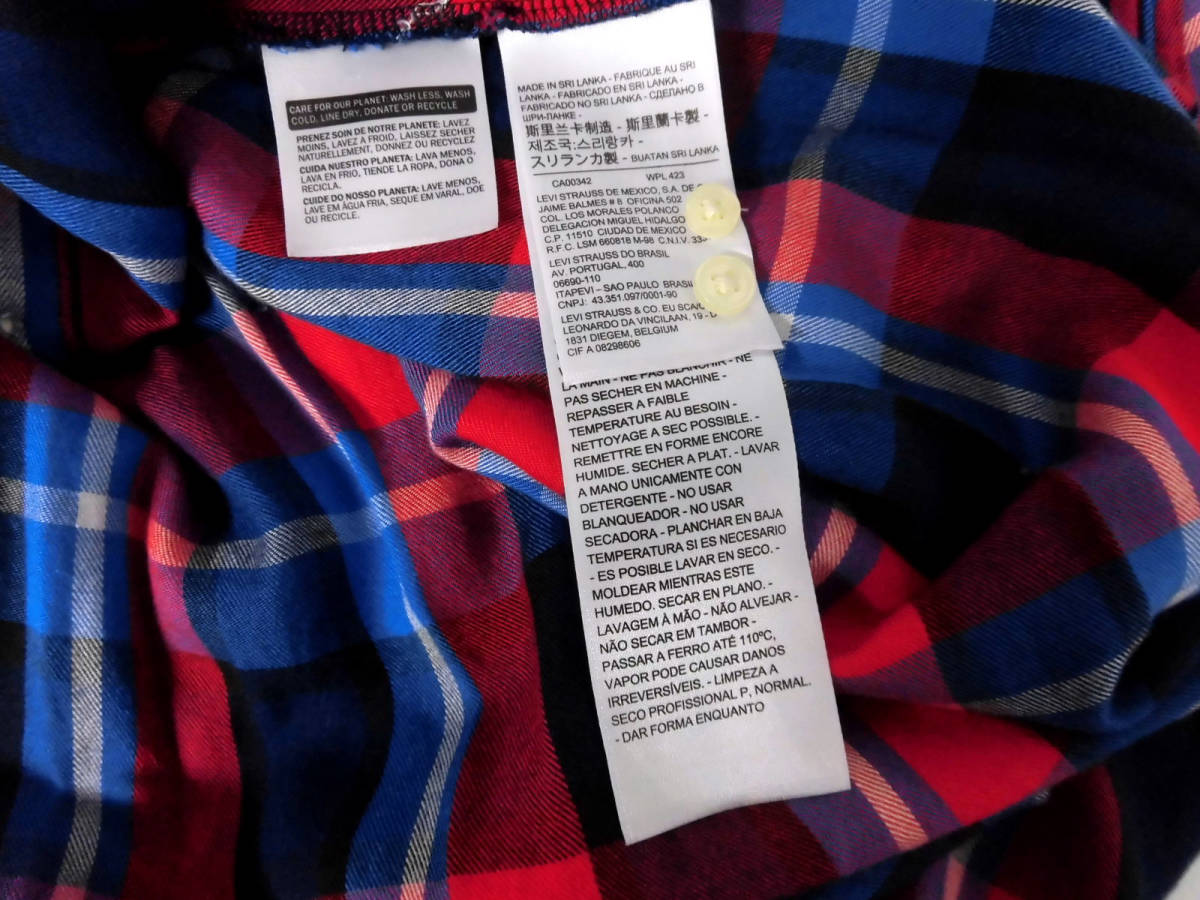 CARE FOR OUR PLANET: WASH LESS, WASH
COLD, LINE DRY, DONATE OR RECYCLE
PRENEZ SOIN DE NOTRE PLANETE: LAVEZ
MOINS, LAVEZ A FROID, LAISSEZ SECHER
NATURELLEMENT, DONNEZ OU RECYCLEZ
CUIDA NUESTRO PLANETA: LAVA MENOS,
LAVA EN FRIO, TIENDE LA ROPA, DONA O
RECICLA.
CUIDE DO NOSSO PLANETA: LAVE MENOS,
LAVE EM ÁGUA FRIA, SEQUE EM VARAL, DOE
OU RECICLE.
MADE IN SRI LANKA - FABRIQUE AU SRI
LANKA - FABRICADO EN SRI LANKA -
FABRICADO NO SRI LANKA - СДЕЛАНО В
ШРИ-ЛАНКЕ -
斯里兰卡制造 - 斯里蘭卡製 -
제조국:스리랑카 -
スリランカ製 - BUATAN SRI LANKA
CA00342 WPL 423
LEVI STRAUSS DE MEXICO, S.A. DE
JAIME BALMES # 8 OFICINA 502
COL. LOS MORALES POLANCO
DELEGACION MIGUEL HIDALGO
C.P. 11510 CIUDAD DE MEXICO
R.F.C. LSM 660818 M-98 C.N.I.V. 33
LEVI STRAUSS DO BRASIL
AV. PORTUGAL, 400
06690-110
ITAPEVI – SAO PAULO BRASIL
CNPJ: 43.351.097/0001-90
LEVI STRAUSS & CO. EU SCA/C
LEONARDO DA VINCILAAN, 19 - D
1831 DIEGEM, BELGIUM
CIF A 08298606
LA MAIN - NE PAS BLANCHIR - NE
PAS SECHER EN MACHINE -
REPASSER A FAIBLE
TEMPERATURE AU BESOIN -
NETTOYAGE A SEC POSSIBLE. -
REMETTRE EN FORME ENCORE
HUMIDE. SECHER A PLAT. - LAVAR
A MANO UNICAMENTE CON
DETERGENTE - NO USAR
BLANQUEADOR - NO USAR
SECADORA - PLANCHAR EN BAJA
TEMPERATURA SI ES NECESARIO
- ES POSIBLE LAVAR EN SECO. -
MOLDEAR MIENTRAS ESTE
HUMEDO. SECAR EN PLANO. -
LAVAGEM À MÃO - NÃO ALVEJAR -
NÃO SECAR EM TAMBOR -
PASSAR A FERRO ATÉ 110ºC,
VAPOR PODE CAUSAR DANOS
IRREVERSÍVEIS. - LIMPEZA A
SECO PROFISSIONAL P, NORMAL.
- DAR FORMA ENQUANTO